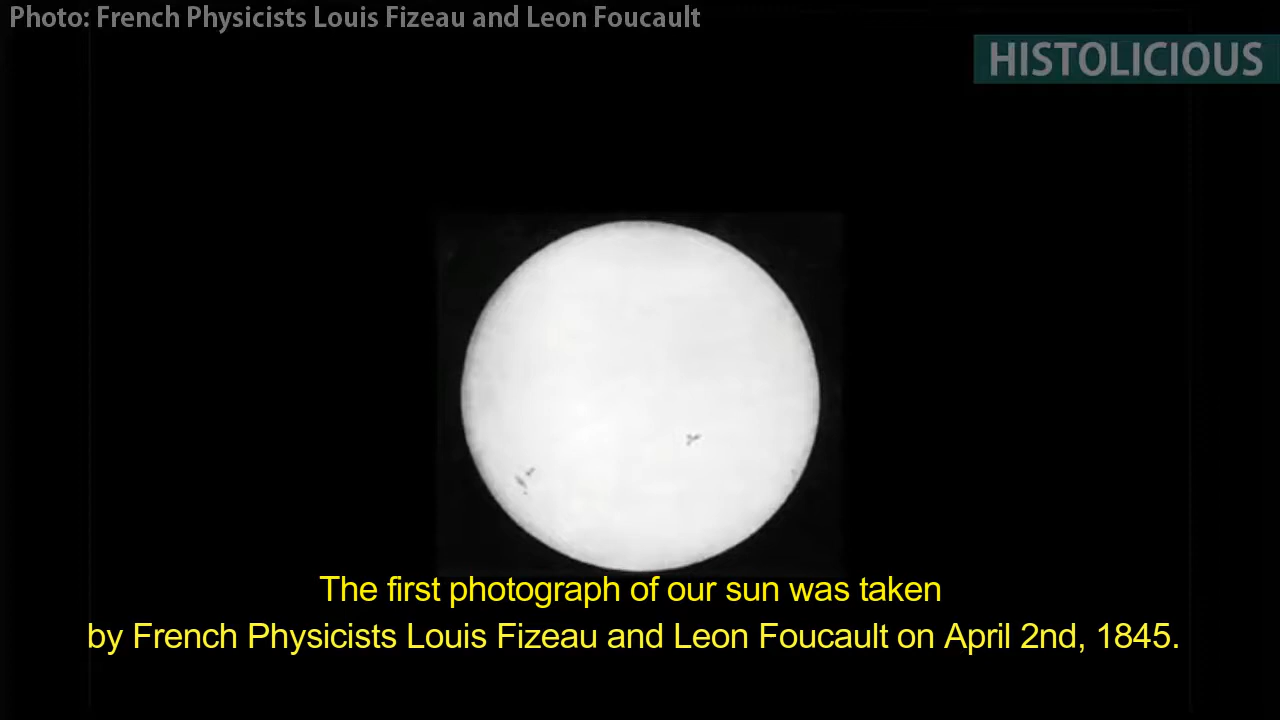 Photo: French Physicists Louis Fizeau and Leon Foucault
HISTOLICIOUS
The first photograph of our sun was taken
by French Physicists Louis Fizeau and Leon Foucault on April 2nd, 1845.